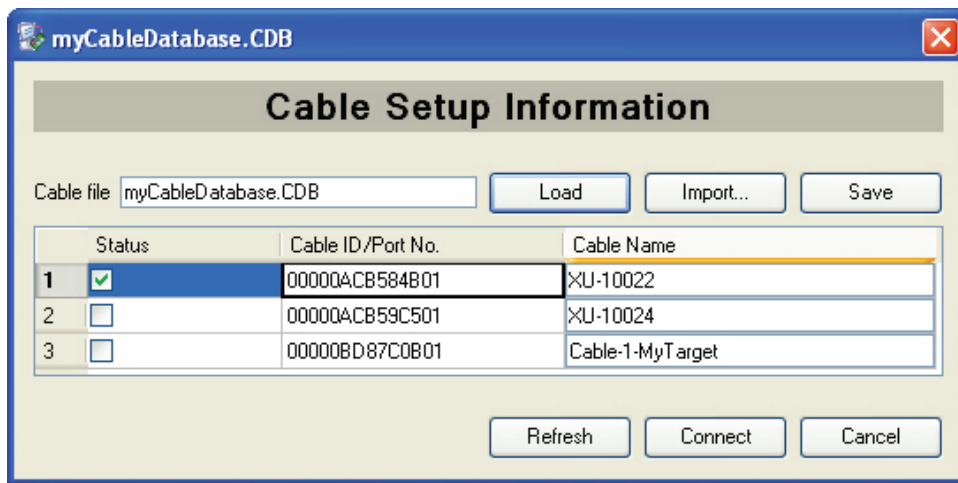 myCableDatabase.CDB
Cable Setup Information
Cable file myCableDatabase.CDB Load Import... Save
Status Cable ID/Port No. Cable Name
1 00000ACB584B01 XU-10022
2 00000ACB59C501 XU-10024
3 00000BD87C0B01 Cable-1-MyTarget
Refresh Connect Cancel